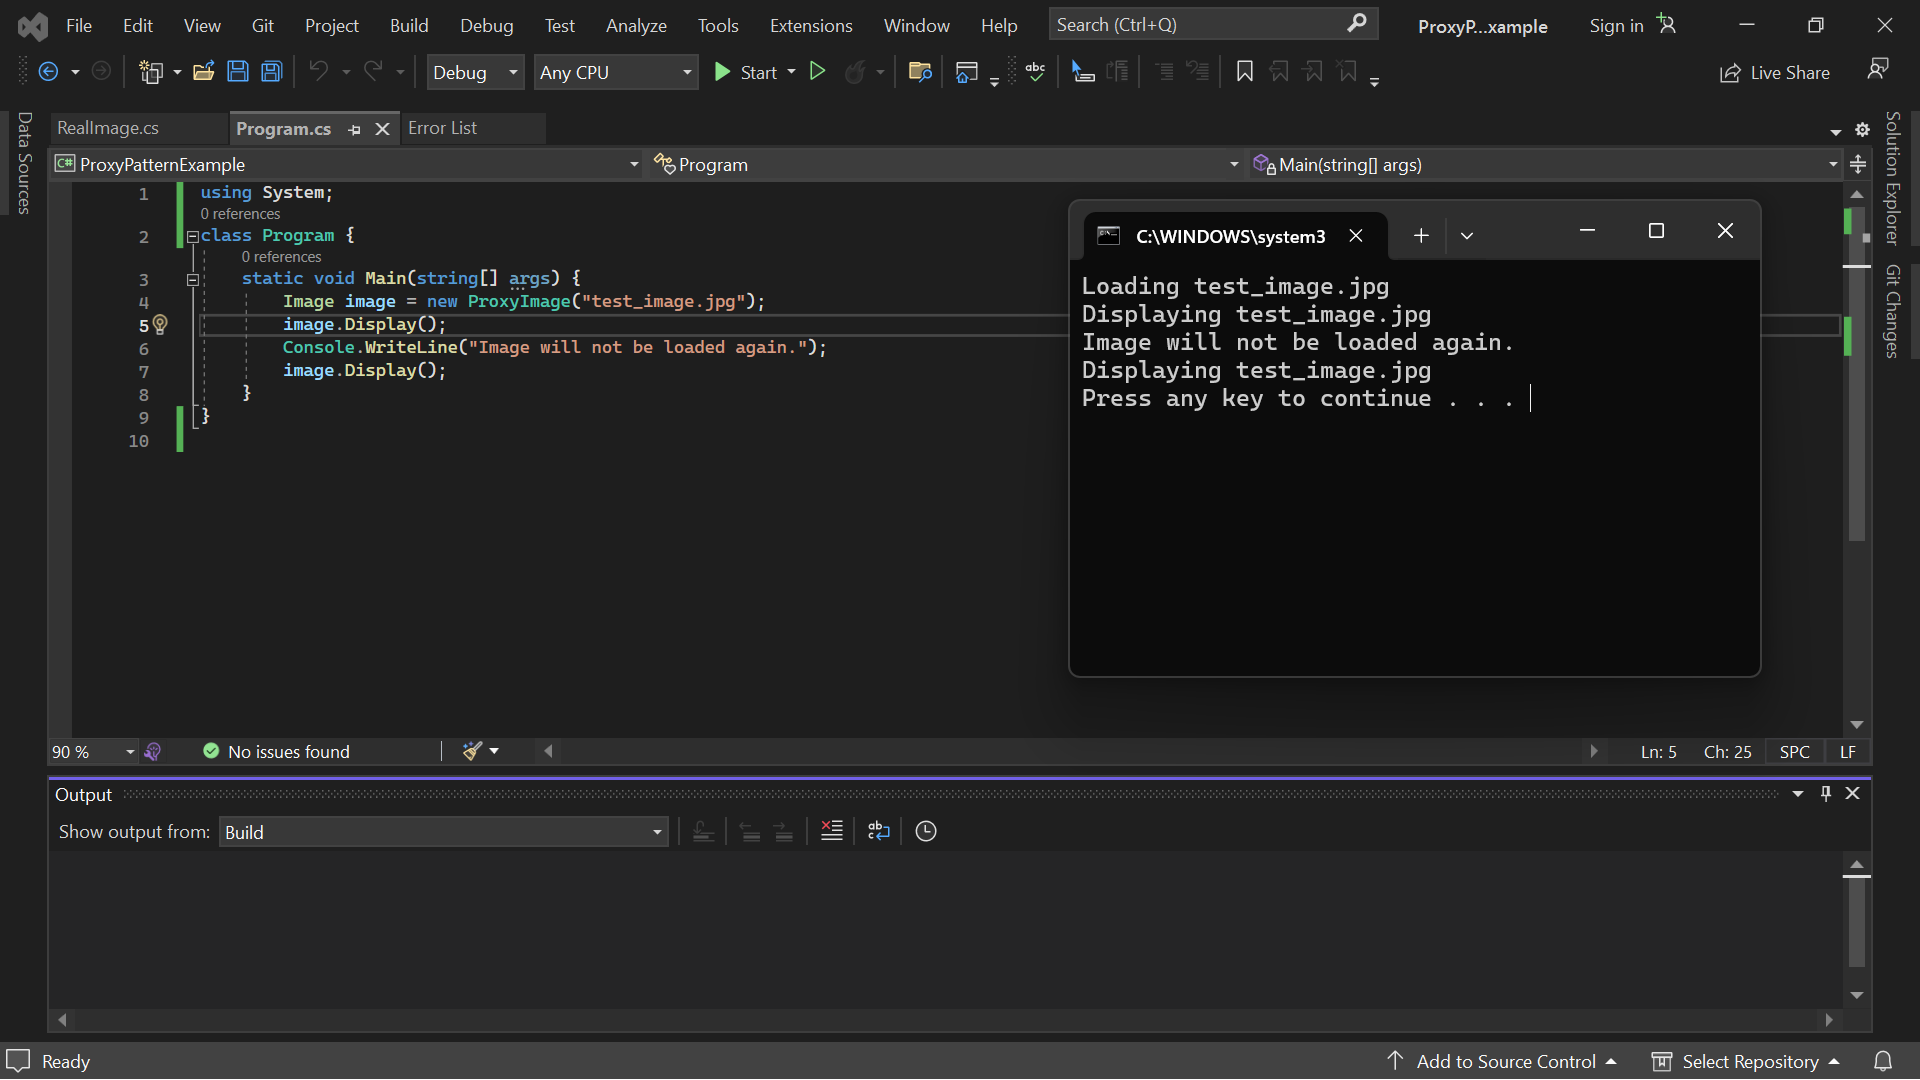 File Edit View Git Project Build Debug Test Analyze Tools Extensions Window Help Search (Ctrl+Q) ProxyP...xample Sign in
Debug Any CPU Start Live Share
Data Sources
RealImage.cs Program.cs Error List
ProxyPatternExample Program Main(string[] args)
1 using System;
0 references
2 class Program {
0 references
3 static void Main(string[] args) {
4 Image image = new ProxyImage("test_image.jpg");
5 image.Display();
6 Console.WriteLine("Image will not be loaded again.");
7 image.Display();
8 }
9 }
10
C:\WINDOWS\system3
Loading test_image.jpg
Displaying test_image.jpg
Image will not be loaded again.
Displaying test_image.jpg
Press any key to continue . . .
Solution Explorer
Git Changes
90 % No issues found Ln: 5 Ch: 25 SPC LF
Output
Show output from: Build
Ready Add to Source Control Select Repository